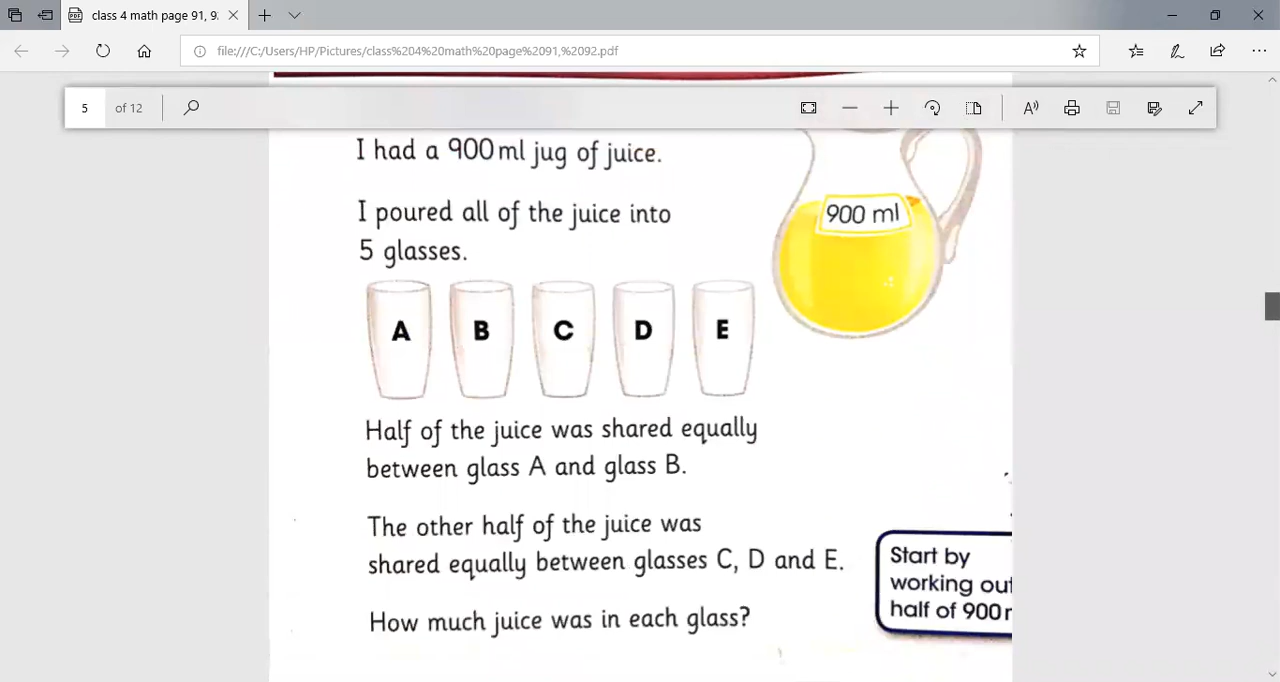 class 4 math page 91, 9
file:///C:/Users/HP/Pictures/class%204%20math%20page%2091,%2092.pdf
5 of 12
I had a 900 ml jug of juice.
900 ml
I poured all of the juice into
5 glasses.
A B C D E
Half of the juice was shared equally
between glass A and glass B.
The other half of the juice was
shared equally between glasses C, D and E.
Start by
working out
half of 900
How much juice was in each glass?